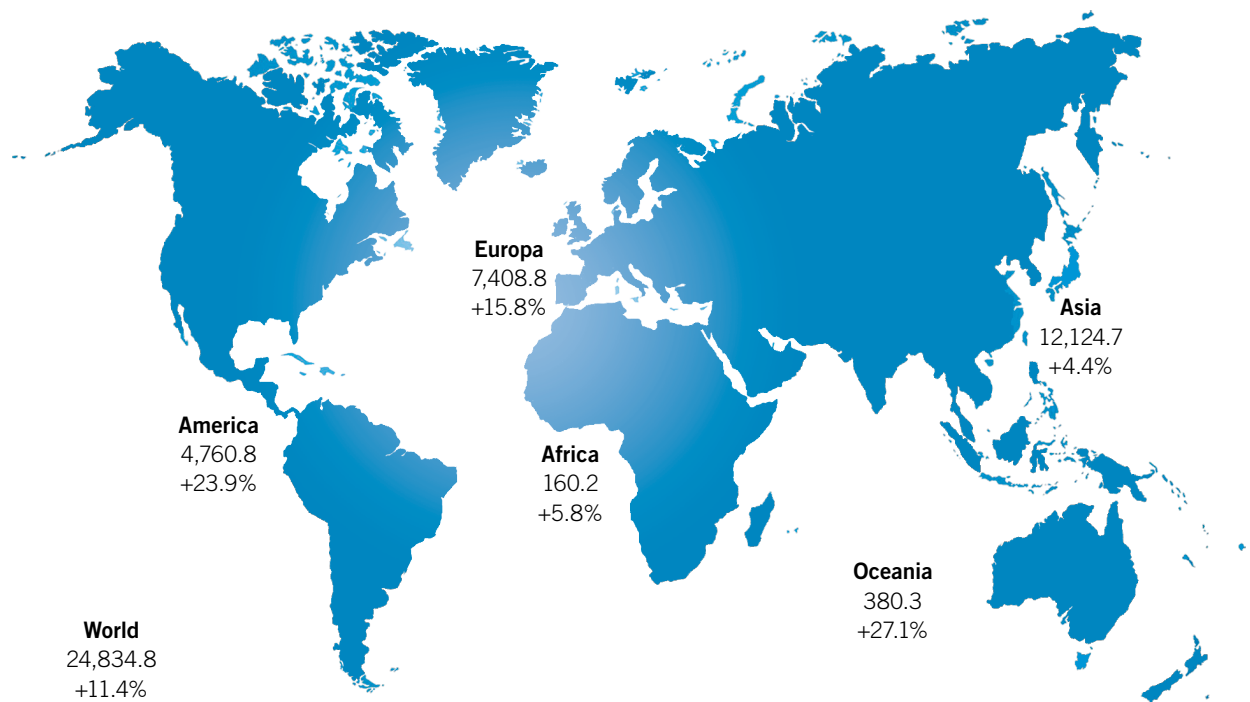 Europa
7,408.8
+15.8%
Asia
12,124.7
+4.4%
America
4,760.8
+23.9%
Africa
160.2
+5.8%
Oceania
380.3
+27.1%
World
24,834.8
+11.4%